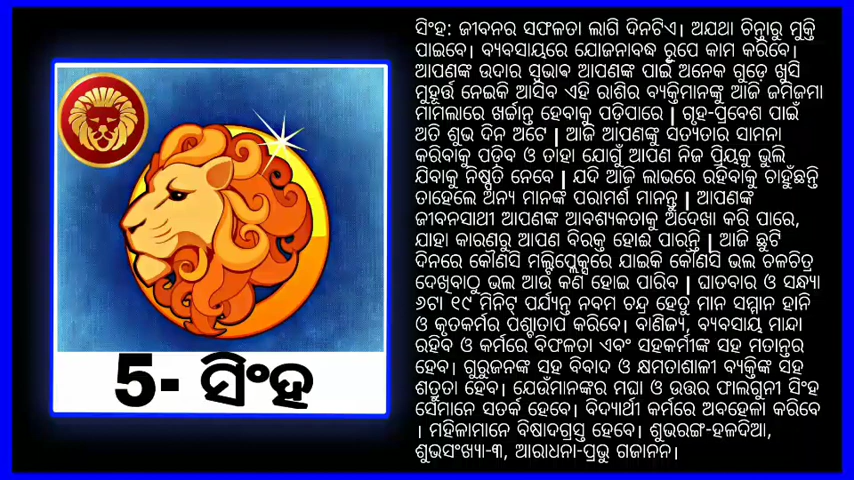 ସିଂହ: ଜୀବନର ସଫଳତା ଲାଗି ଦିନଟିଏ। ଅଯଥା ଚିନ୍ତାରୁ ମୁକ୍ତି
ପାଇବେ। ବ୍ୟବସାୟରେ ଯୋଜନାବଦ୍ଧ ରୂପେ କାମ କରିବେ।
ଆପଣଙ୍କ ଉଦାର ସ୍ଵଭାଵ ଆପଣଙ୍କ ପାଇଁ ଅନେକ ଗୁଡ଼େ ଖୁସି
ମୁହୂର୍ତ୍ତ ନେଇକି ଆସିବ ଏହି ରାଶିର ବ୍ୟକ୍ତିମାନଙ୍କୁ ଆଜି ଜମିଜମା
ମାମଲାରେ ଖର୍ଚ୍ଚାନ୍ତ ହେବାକୁ ପଡ଼ିପାରେ | ଗୃହ-ପ୍ରବେଶ ପାଇଁ
ଅତି ଶୁଭ ଦିନ ଅଟେ | ଆଜି ଆପଣଙ୍କୁ ସତ୍ୟତାର ସାମନା
କରିବାକୁ ପଡ଼ିବ ଓ ତାହା ଯୋଗୁଁ ଆପଣ ନିଜ ପ୍ରିୟକୁ ଭୁଲି
ଯିବାକୁ ନିଷ୍ପତି ନେବେ | ଯଦି ଆଜି ଲାଭରେ ରହିବାକୁ ଚାହୁଁଛନ୍ତି
ତାହେଲେ ଅନ୍ୟ ମାନଙ୍କ ପରାମର୍ଶ ମାନନ୍ତୁ | ଆପଣଙ୍କ
ଜୀବନସାଥୀ ଆପଣଙ୍କ ଆବଶ୍ୟକତାକୁ ଅଦେଖା କରି ପାରେ,
ଯାହା କାରଣରୁ ଆପଣ ବିରକ୍ତ ହୋଈ ପାରନ୍ତି | ଆଜି ଛୁଟି
ଦିନରେ କୌଣସି ମଲ୍ଟିପ୍ଲେକ୍ସରେ ଯାଇକି କୌଣସି ଭଲ ଚଳଚିତ୍ର
ଦେଖିବାଠୁ ଭଲ ଆଉ କଣ ହୋଇ ପାରିବ | ଘାତବାର ଓ ସନ୍ଧ୍ୟା
୬ଟା ୧୯ ମିନିଟ୍ ପର୍ଯ୍ୟନ୍ତ ନବମ ଚନ୍ଦ୍ର ହେତୁ ମାନ ସମ୍ମାନ ହାନି
ଓ କୃତକର୍ମର ପଶ୍ଚାତାପ କରିବେ। ବାଣିଜ୍ୟ, ବ୍ୟବସାୟ ମାନ୍ଦା
ରହିବ ଓ କର୍ମରେ ବିଫଳତା ଏବଂ ସହକର୍ମୀଙ୍କ ସହ ମତାନ୍ତର
ହେବ। ଗୁରୁଜନଙ୍କ ସହ ବିବାଦ ଓ କ୍ଷମତାଶାଳୀ ବ୍ୟକ୍ତିଙ୍କ ସହ
ଶତ୍ରୁତା ହେବ। ଯେଉଁମାନଙ୍କର ମଘା ଓ ଉତ୍ତର ଫାଲଗୁନୀ ସିଂହ
ସେମାନେ ସତର୍କ ହେବେ। ବିଦ୍ୟାର୍ଥୀ କର୍ମରେ ଅବହେଳା କରିବେ
। ମହିଳାମାନେ ବିଷାଦଗ୍ରସ୍ତ ହେବେ। ଶୁଭରଙ୍ଗ-ହଳଦିଆ,
ଶୁଭସଂଖ୍ୟା-୩, ଆରାଧନା-ପ୍ରଭୁ ଗଜାନନ।
5- ସିଂହ